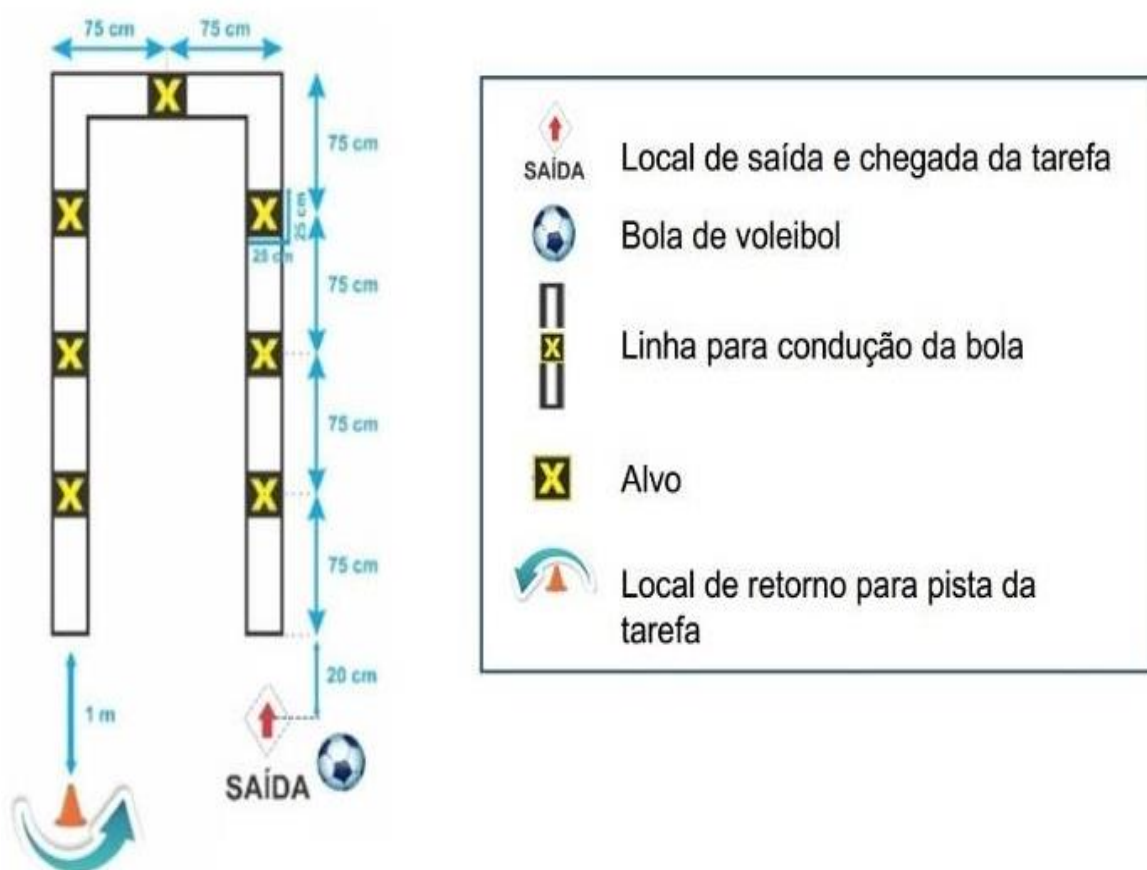 75 cm
75 cm
X
75 cm
X
X
25 cm
25 cm
75 cm
X
X
75 cm
X
X
75 cm
20 cm
1 m
SAÍDA
SAÍDA
Local de saída e chegada da tarefa
Bola de voleibol
X
Linha para condução da bola
X
Alvo
Local de retorno para pista da
tarefa